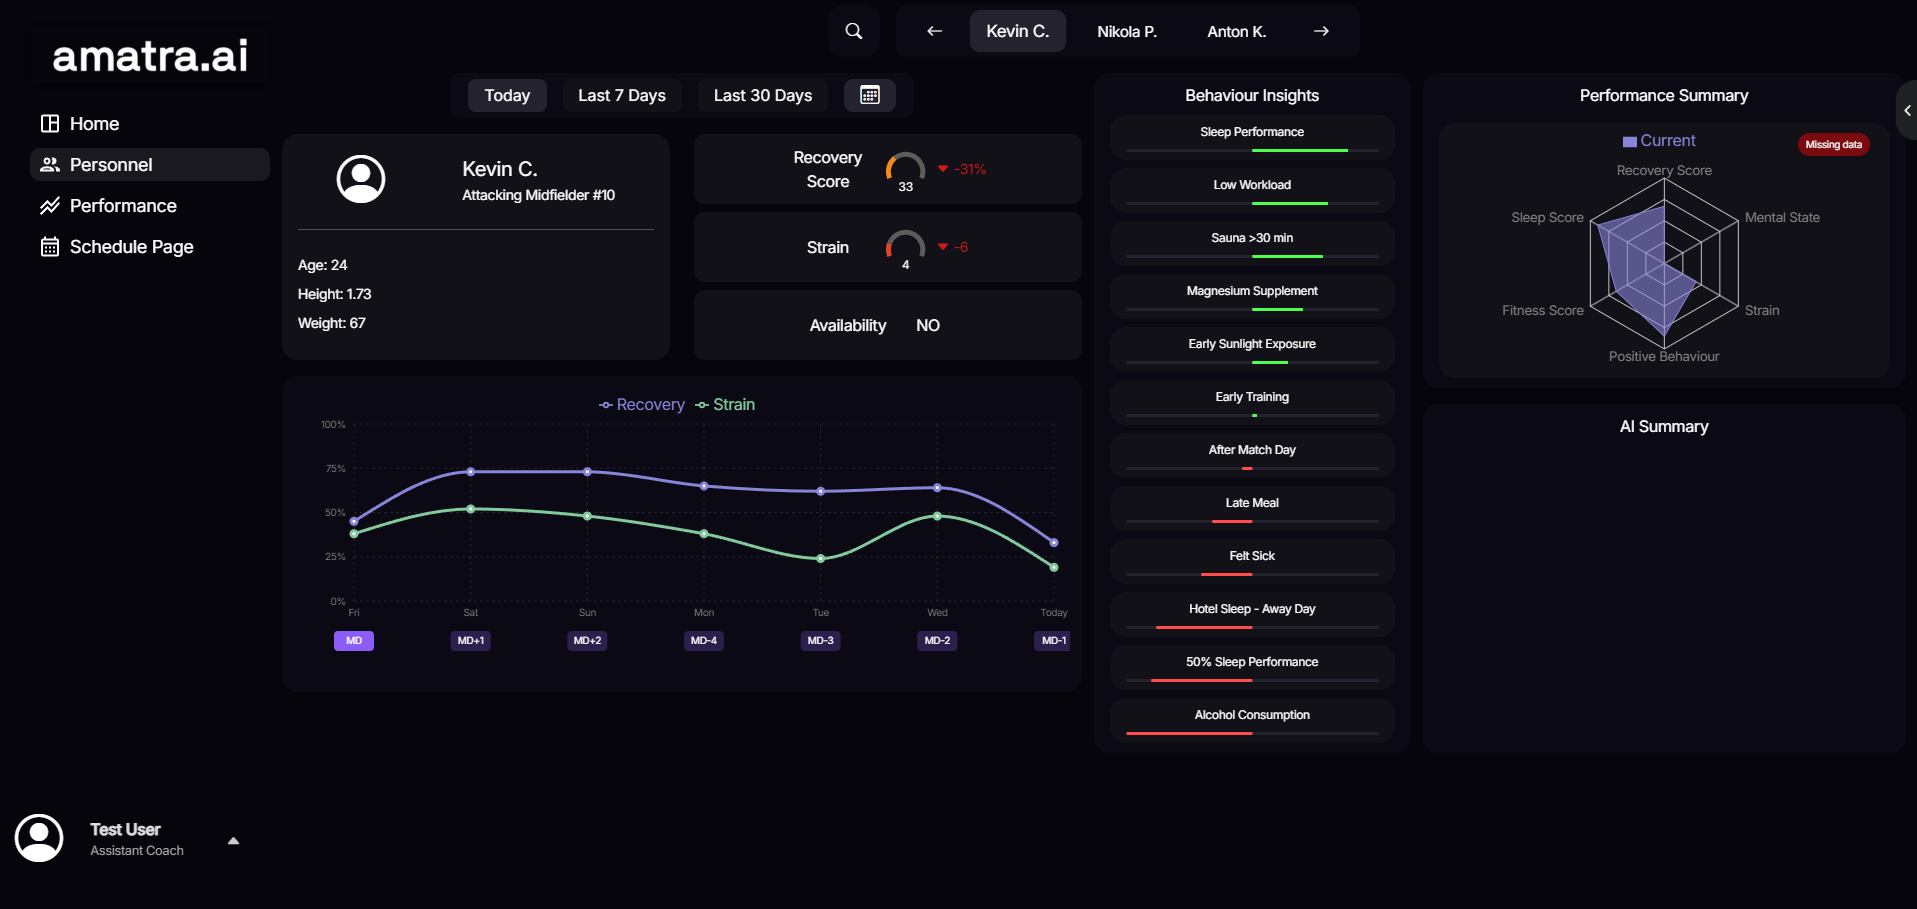 amatra.ai
Home
Personnel
Performance
Schedule Page
Test User
Assistant Coach
Kevin C.
Nikola P.
Anton K.
Today
Last 7 Days
Last 30 Days
Kevin C.
Attacking Midfielder #10
Age: 24
Height: 1.73
Weight: 67
Recovery
Score
33
-31%
Strain
4
-6
Availability
NO
Recovery
Strain
100%
75%
50%
25%
0%
Fri
Sat
Sun
Mon
Tue
Wed
Today
MD
MD+1
MD+2
MD-4
MD-3
MD-2
MD-1
Behaviour Insights
Sleep Performance
Low Workload
Sauna >30 min
Magnesium Supplement
Early Sunlight Exposure
Early Training
After Match Day
Late Meal
Felt Sick
Hotel Sleep - Away Day
50% Sleep Performance
Alcohol Consumption
Performance Summary
Current
Missing data
Recovery Score
Sleep Score
Mental State
Fitness Score
Strain
Positive Behaviour
AI Summary